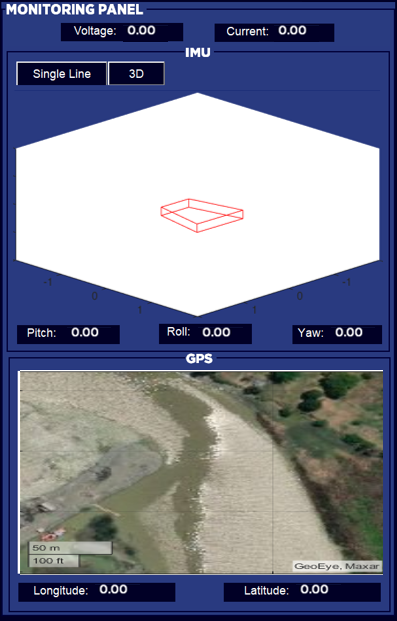 MONITORING PANEL
Voltage: 0.00 Current: 0.00
IMU
Single Line 3D
-1 0 1 1 0 -1
Pitch: 0.00 Roll: 0.00 Yaw: 0.00
GPS
50 m
100 ft
GeoEye, Maxar
Longitude: 0.00 Latitude: 0.00